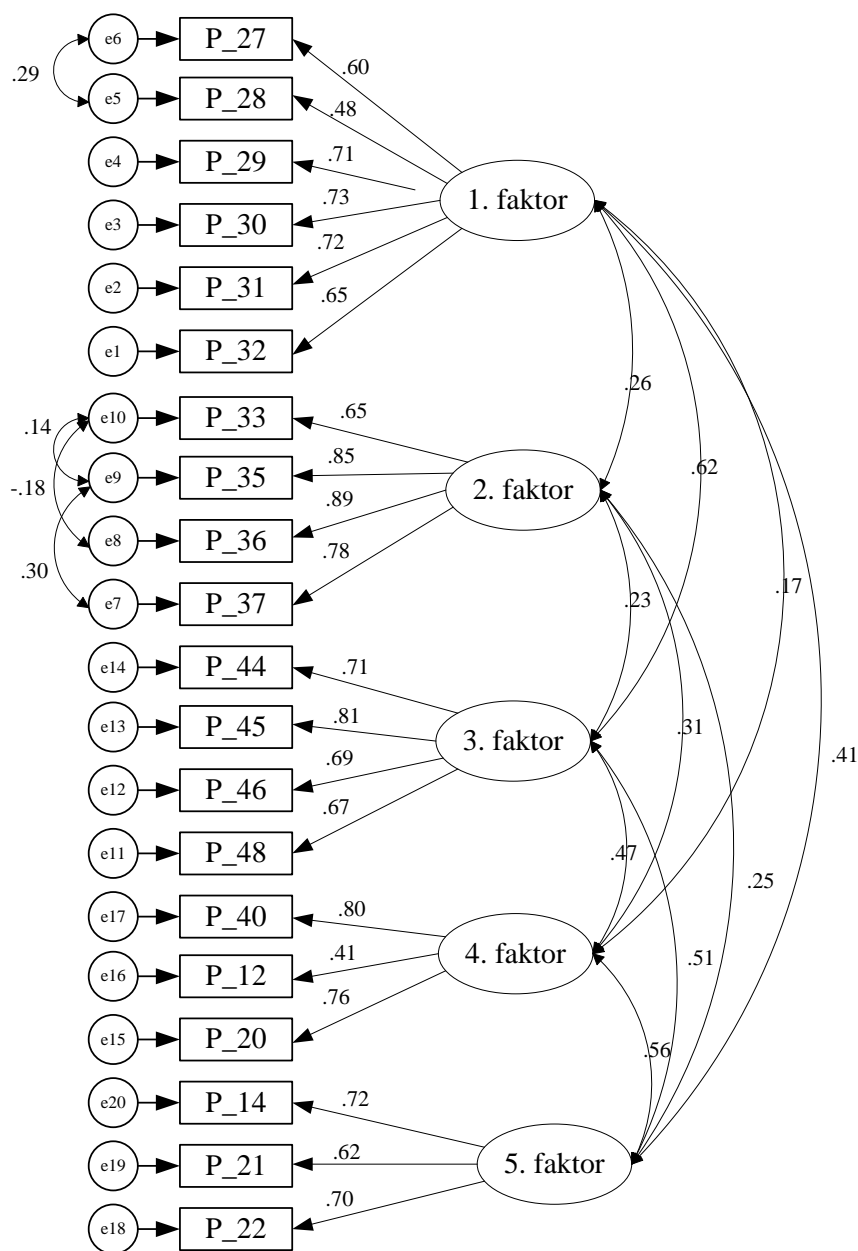 e6 P_27 .60
.29
e5 P_28 .48
e4 P_29 .71
1. faktor
e3 P_30 .73
e2 P_31 .72
e1 P_32 .65
.26
.62
e10 P_33 .65
.14
e9 P_35 .85
2. faktor
-.18
e8 P_36 .89
.30
e7 P_37 .78
.23
.17
e14 P_44 .71
e13 P_45 .81
3. faktor
.31
.41
e12 P_46 .69
e11 P_48 .67
.47
.25
e17 P_40 .80
4. faktor
.51
e16 P_12 .41
e15 P_20 .76
.56
e20 P_14 .72
e19 P_21 .62
5. faktor
e18 P_22 .70